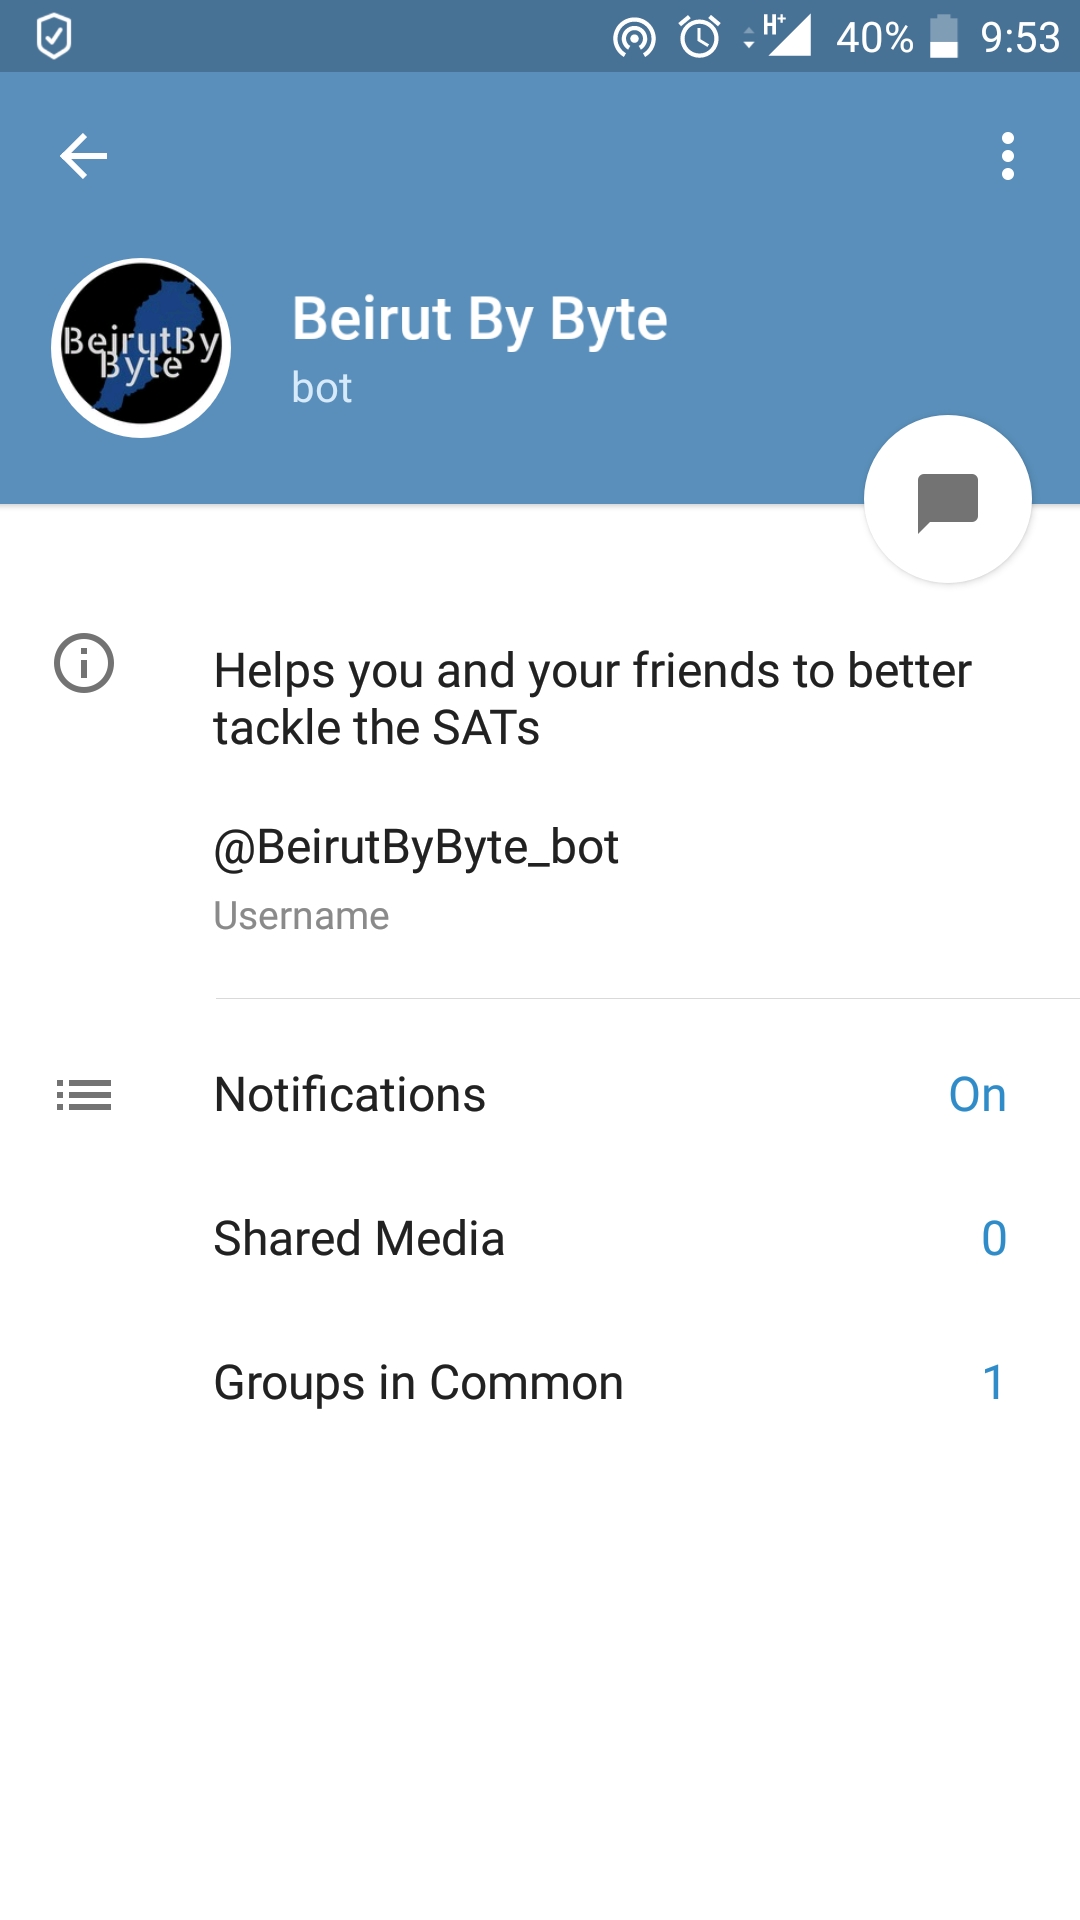 H+ 40% 9:53
BeirutBy
Byte
Beirut By Byte
bot
Helps you and your friends to better
tackle the SATs
@BeirutByByte_bot
Username
Notifications On
Shared Media 0
Groups in Common 1